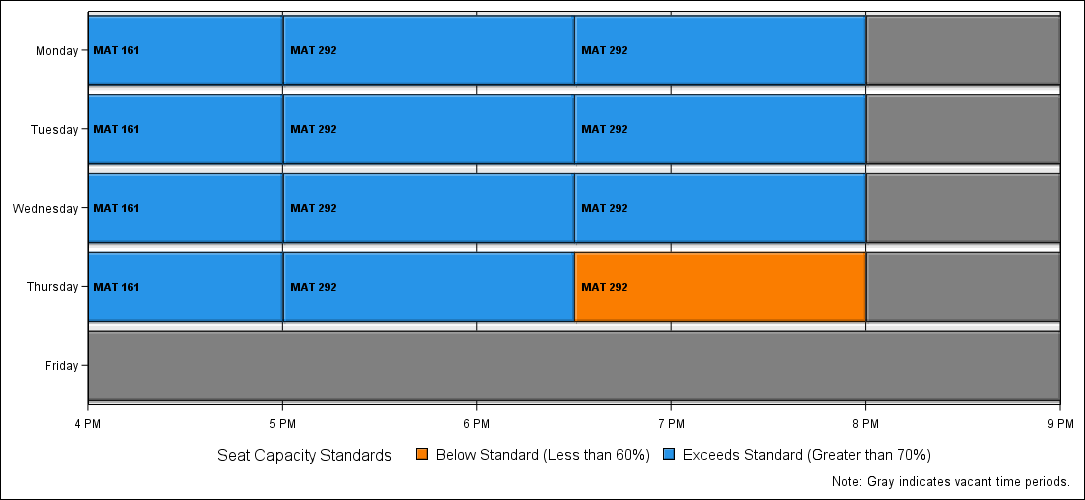 Monday MAT 161 MAT 292 MAT 292
Tuesday MAT 161 MAT 292 MAT 292
Wednesday MAT 161 MAT 292 MAT 292
Thursday MAT 161 MAT 292 MAT 292
Friday
4 PM 5 PM 6 PM 7 PM 8 PM 9 PM
Seat Capacity Standards Below Standard (Less than 60%) Exceeds Standard (Greater than 70%)
Note: Gray indicates vacant time periods.